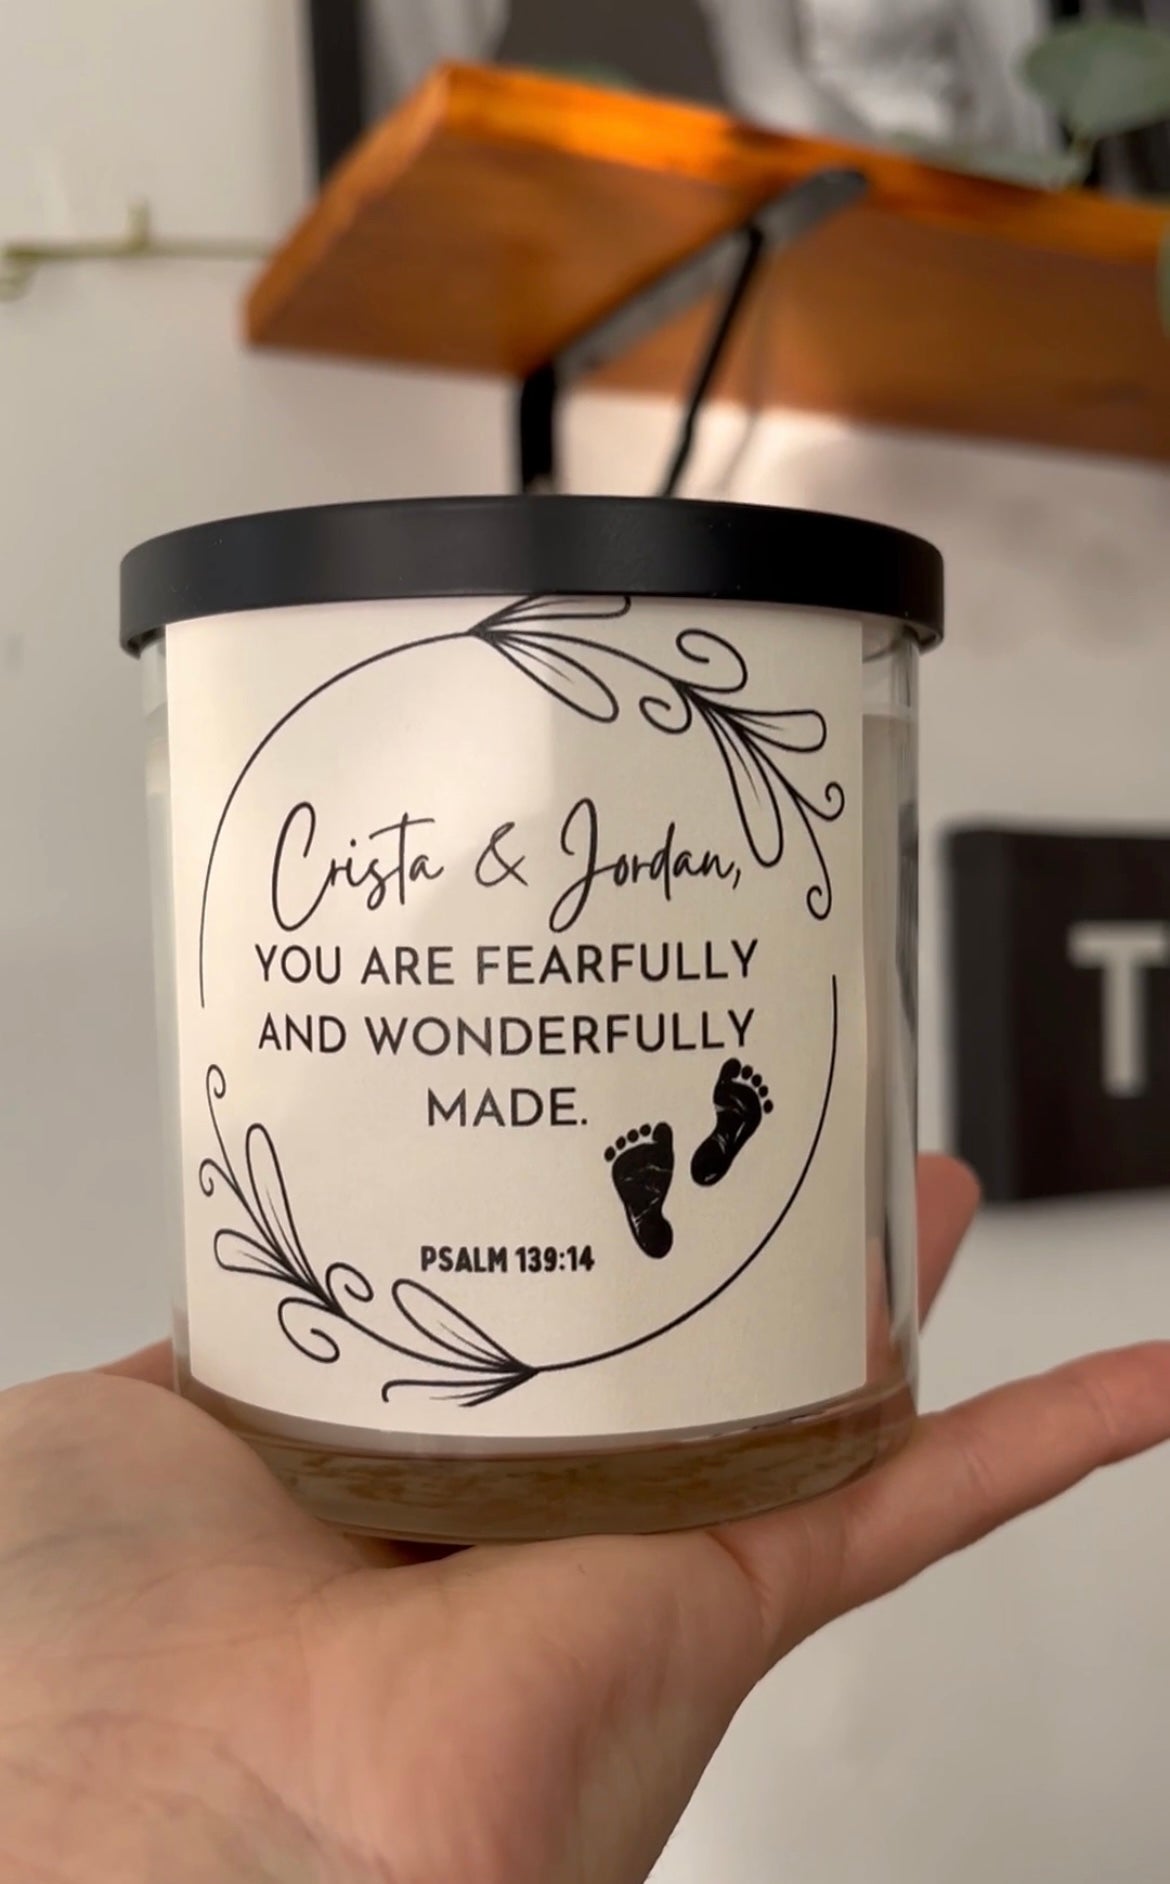 Crista & Jordan,
YOU ARE FEARFULLY
AND WONDERFULLY
MADE.
PSALM 139:14
T